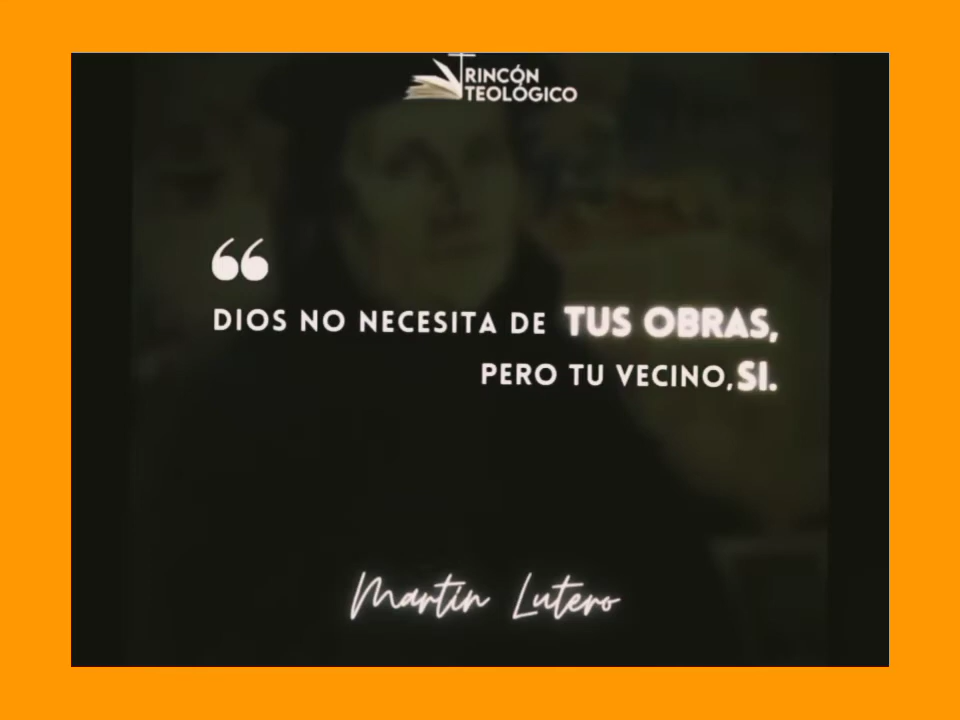 RINCÓN
TEOLÓGICO
“
DIOS NO NECESITA DE TUS OBRAS,
PERO TU VECINO, SI.
Martin Lutero